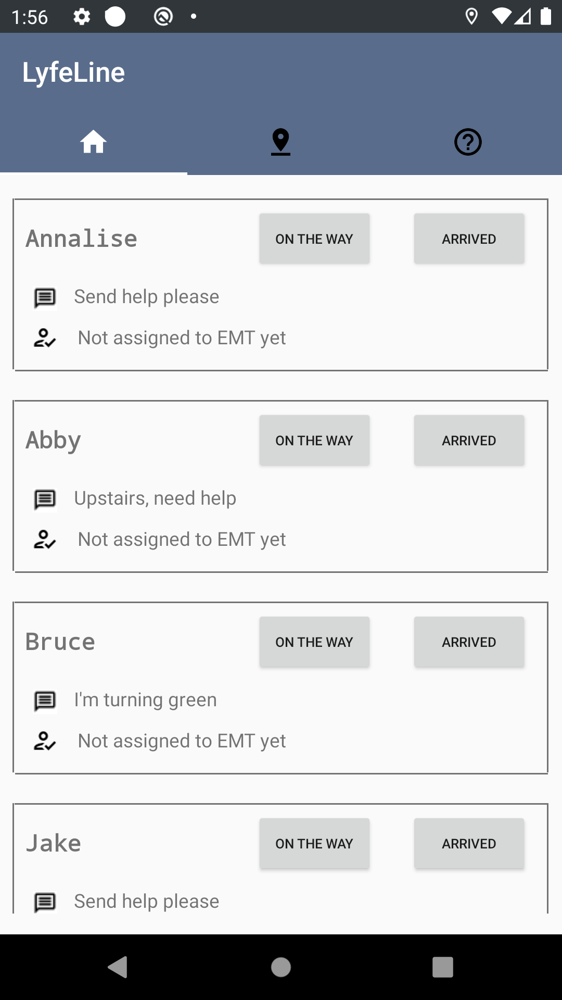 1:56
LyfeLine
Annalise ON THE WAY ARRIVED
Send help please
Not assigned to EMT yet
Abby ON THE WAY ARRIVED
Upstairs, need help
Not assigned to EMT yet
Bruce ON THE WAY ARRIVED
I'm turning green
Not assigned to EMT yet
Jake ON THE WAY ARRIVED
Send help please